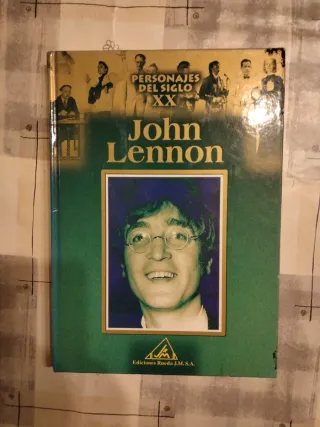 PERSONAJES
DEL SIGLO
XX
John
Lennon
Ediciones Rueda J.M. S.A.